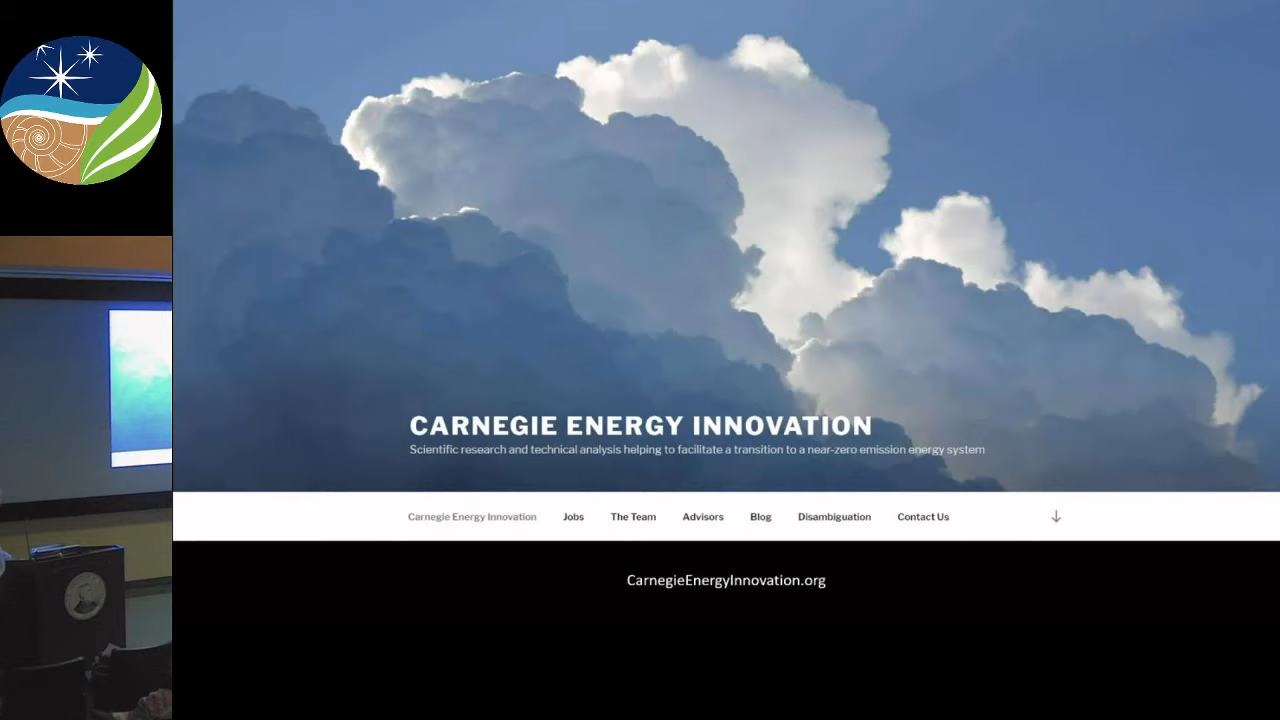 CARNEGIE ENERGY INNOVATION
Scientific research and technical analysis helping to facilitate a transition to a near-zero emission energy system
Carnegie Energy Innovation Jobs The Team Advisors Blog Disambiguation Contact Us
CarnegieEnergyInnovation.org